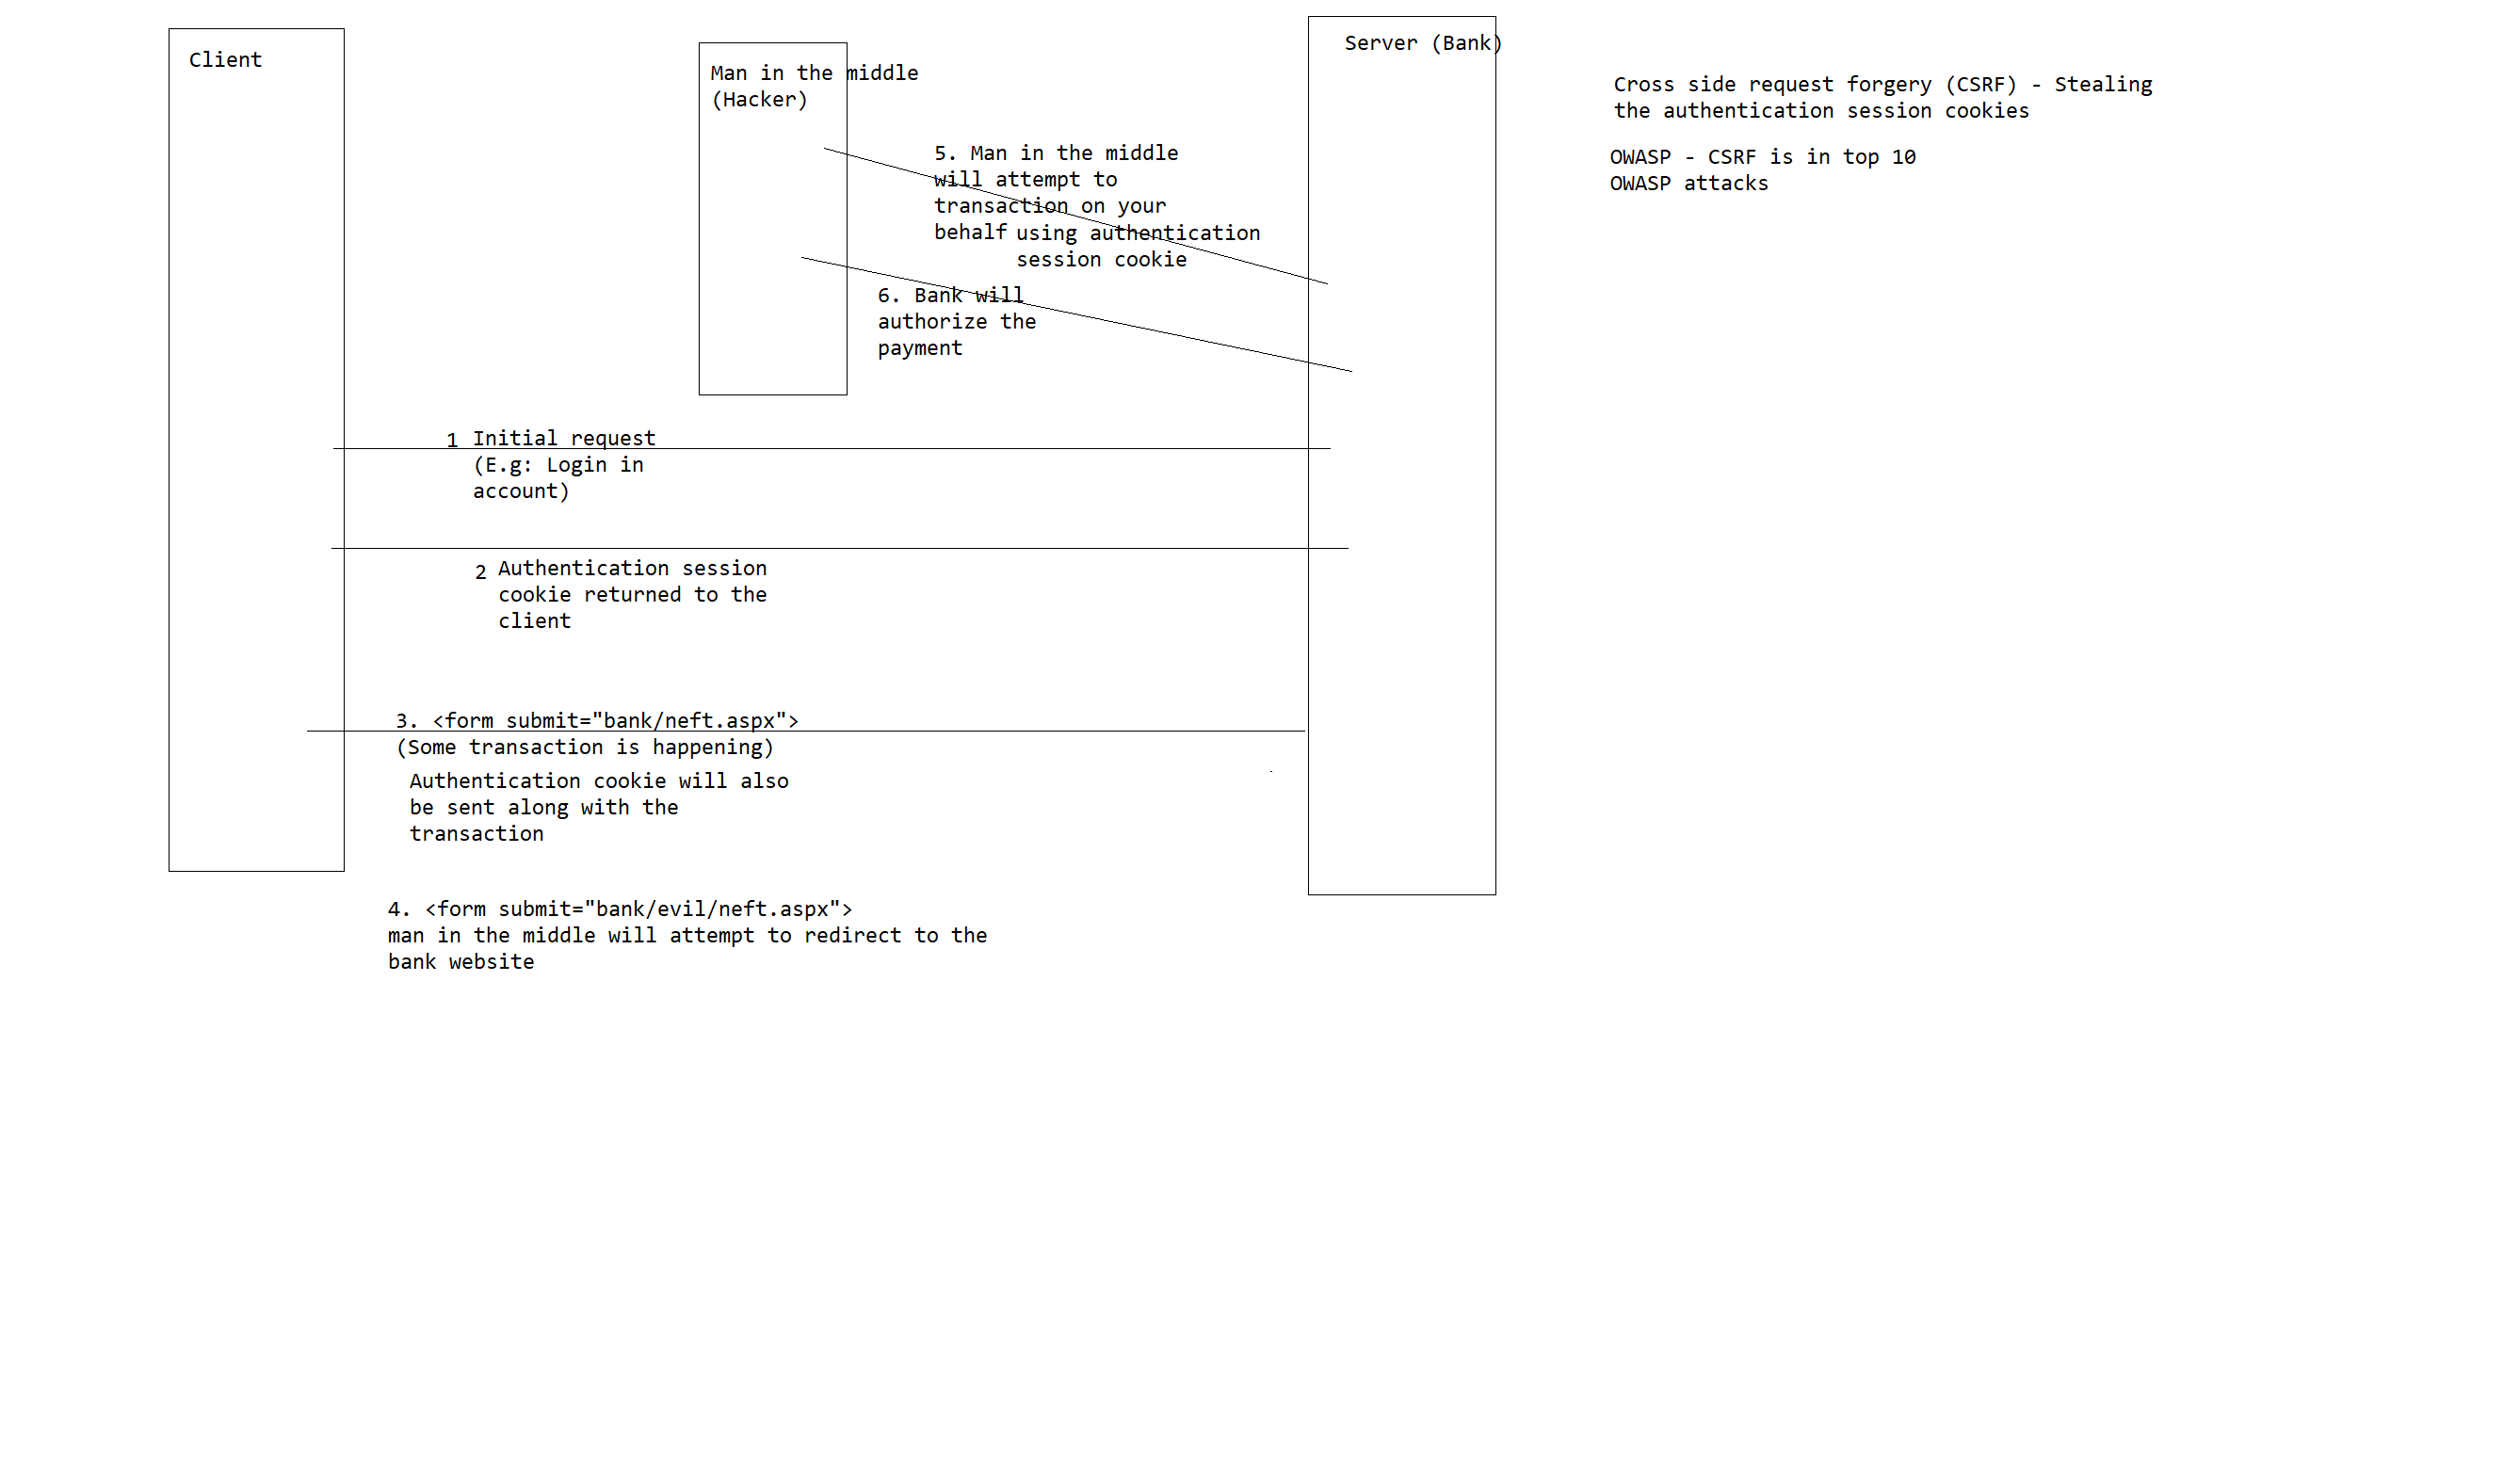 Client
Man in the middle
(Hacker)
Server (Bank)
Cross side request forgery (CSRF) - Stealing
the authentication session cookies
OWASP - CSRF is in top 10
OWASP attacks
5. Man in the middle
will attempt to
transaction on your
behalf using authentication
session cookie
6. Bank will
authorize the
payment
1 Initial request
(E.g: Login in
account)
2 Authentication session
cookie returned to the
client
3. <form submit="bank/neft.aspx">
(Some transaction is happening)
Authentication cookie will also
be sent along with the
transaction
4. <form submit="bank/evil/neft.aspx">
man in the middle will attempt to redirect to the
bank website